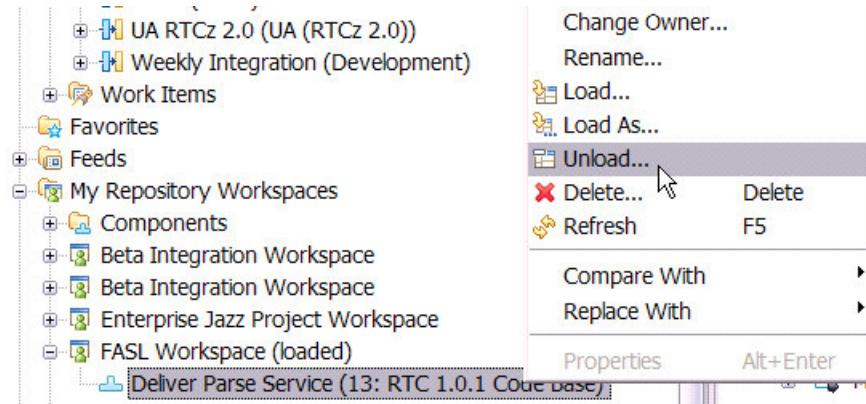 UA RTCz 2.0 (UA (RTCz 2.0))
Weekly Integration (Development)
Work Items
Favorites
Feeds
My Repository Workspaces
Components
Beta Integration Workspace
Beta Integration Workspace
Enterprise Jazz Project Workspace
FASL Workspace (loaded)
Deliver Parse Service (13: RTC 1.0.1 Code Base)
Change Owner...
Rename...
Load...
Load As...
Unload...
Delete... Delete
Refresh F5
Compare With
Replace With
Properties Alt+Enter